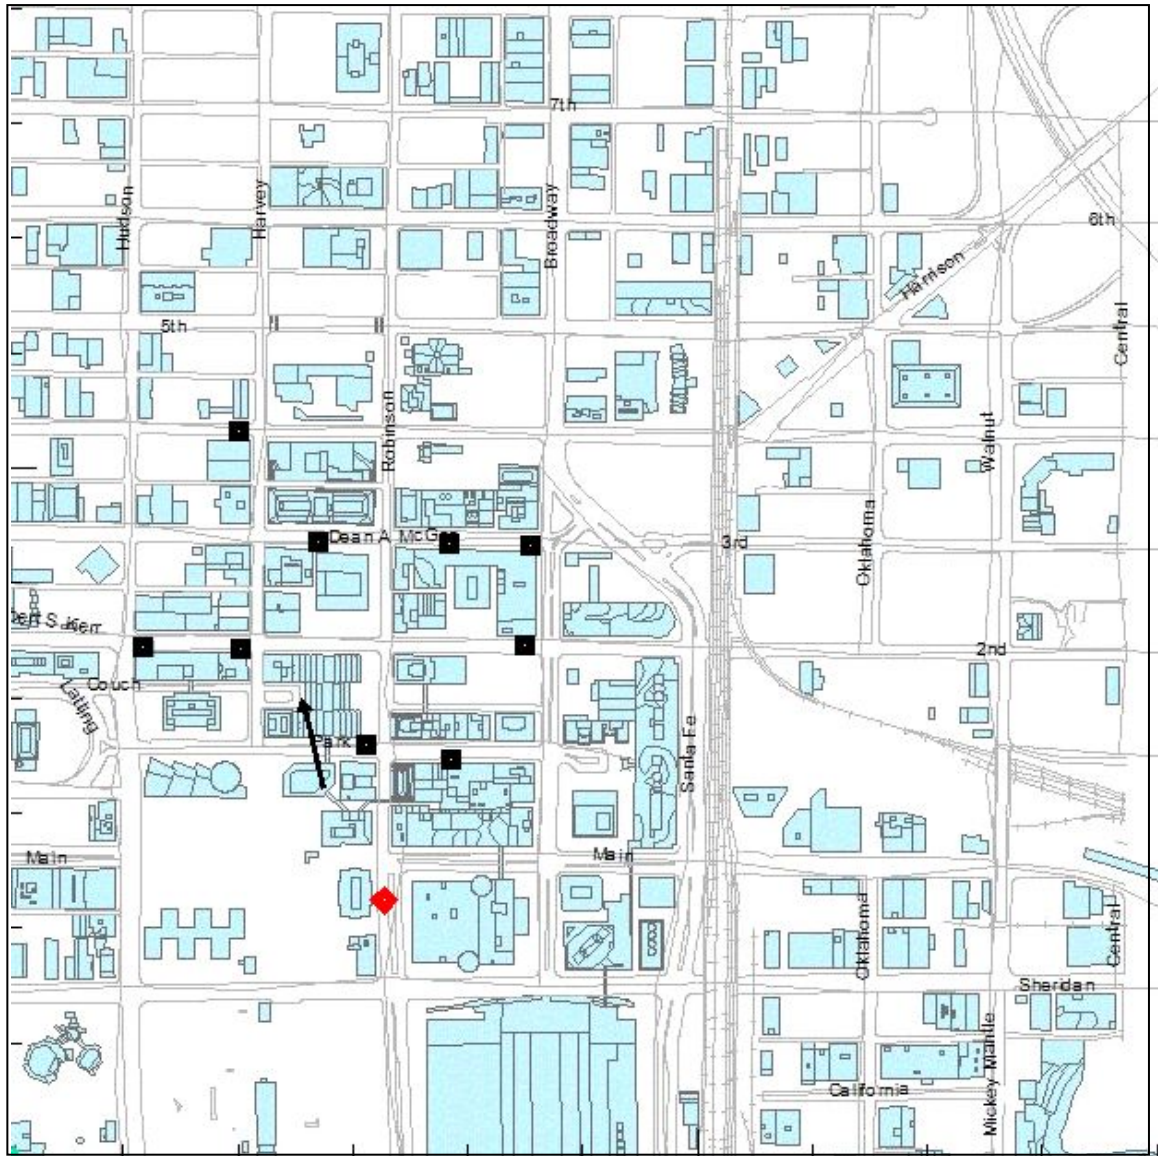 7th
Hudson
Harvey
Broadway
6th
Harrison
5th
Central
Robinson
Walnut
Dean A McGee
3rd
Oklahoma
2nd
Couch
Latting
Park
Santa Fe
Main
Main
Oklahoma
Central
Sheridan
Mickey Mantle
California